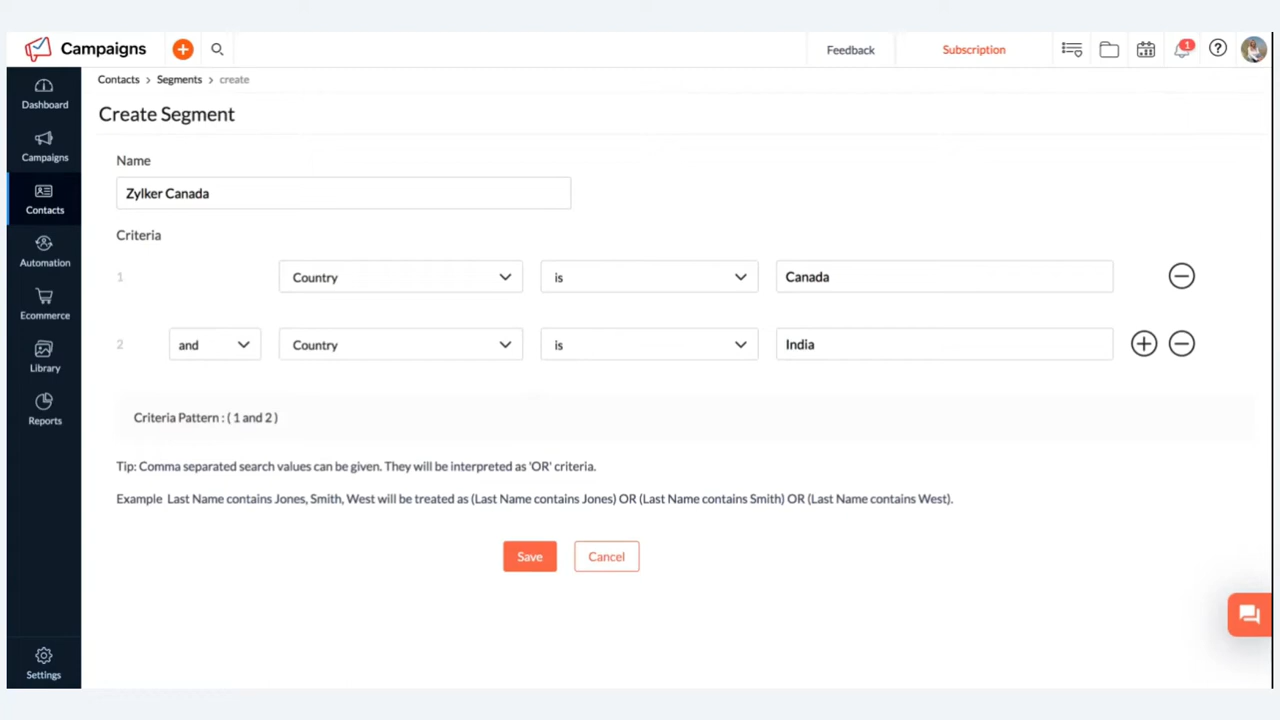 Campaigns
Feedback
Subscription
1
Contacts > Segments > create
Dashboard
Campaigns
Contacts
Automation
Ecommerce
Library
Reports
Settings
Create Segment
Name
Zylker Canada
Criteria
1 Country is Canada
2 and Country is India
Criteria Pattern : ( 1 and 2 )
Tip: Comma separated search values can be given. They will be interpreted as 'OR' criteria.
Example Last Name contains Jones, Smith, West will be treated as (Last Name contains Jones) OR (Last Name contains Smith) OR (Last Name contains West).
Save Cancel